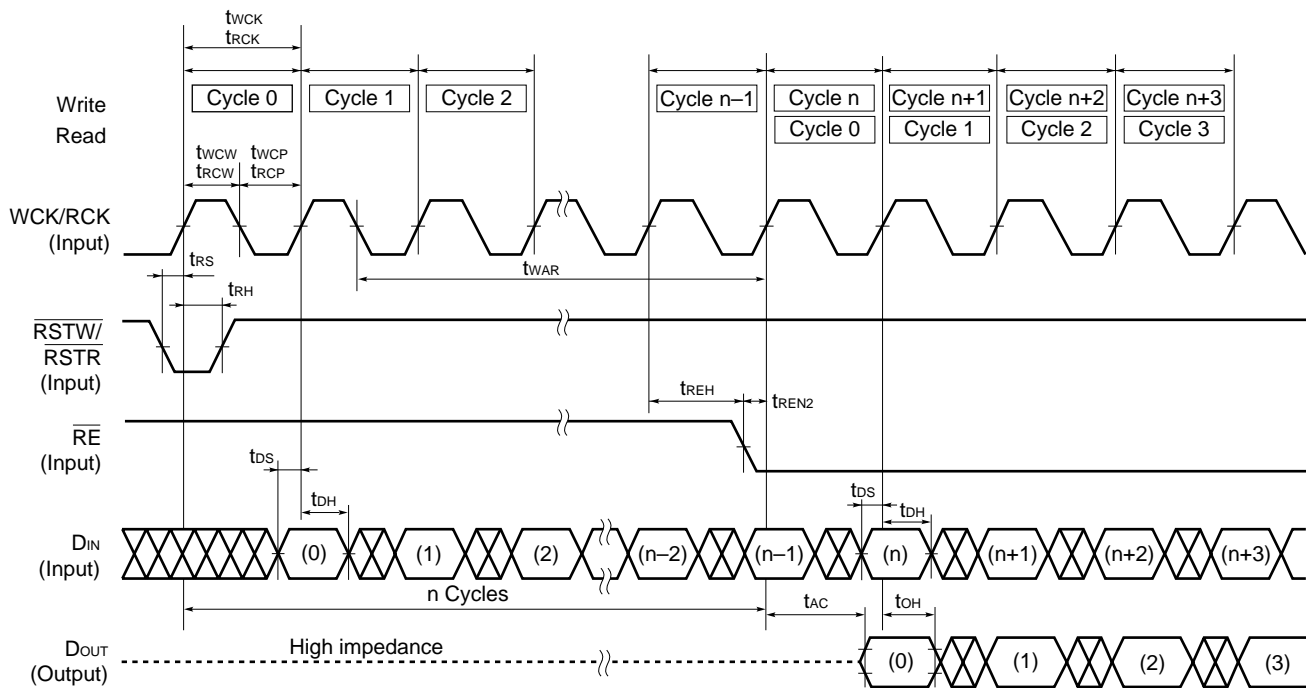 tWCK
tRCK
Write Cycle 0 Cycle 1 Cycle 2 Cycle n–1 Cycle n Cycle n+1 Cycle n+2 Cycle n+3
Read Cycle 0 Cycle 1 Cycle 2 Cycle 3
tWCW tWCP
tRCW tRCP
WCK/RCK
(Input)
tRS
tWAR
tRH
RSTW/
RSTR
(Input)
tREH tREN2
RE
(Input)
tDS tDS
tDH tDH
DIN
(Input)
(0) (1) (2) (n–2) (n–1) (n) (n+1) (n+2) (n+3)
n Cycles
tAC tOH
High impedance
DOUT
(Output)
(0) (1) (2) (3)